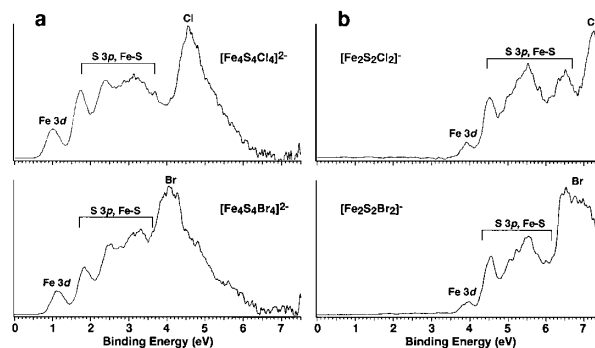 a
Cl
S 3p, Fe-S
[Fe4S4Cl4]2-
Fe 3d
Br
S 3p, Fe-S
[Fe4S4Br4]2-
Fe 3d
0 1 2 3 4 5 6 7
Binding Energy (eV)
b
S 3p, Fe-S
[Fe2S2Cl2]-
Fe 3d
Br
S 3p, Fe-S
[Fe2S2Br2]-
Fe 3d
0 1 2 3 4 5 6 7
Binding Energy (eV)